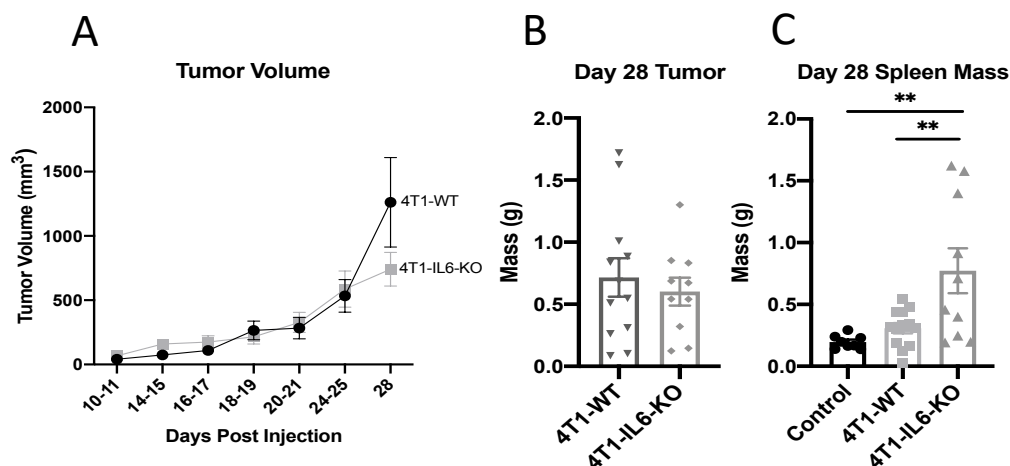 A
Tumor Volume
Tumor Volume (mm³)
2000
1500
1000
500
0
4T1-WT
4T1-IL6-KO
10-11
14-15
16-17
18-19
20-21
24-25
28
Days Post Injection
B
Day 28 Tumor
Mass (g)
2.0
1.5
1.0
0.5
0.0
4T1-WT
4T1-IL6-KO
C
Day 28 Spleen Mass
**
**
Mass (g)
2.0
1.5
1.0
0.5
0.0
Control
4T1-WT
4T1-IL6-KO